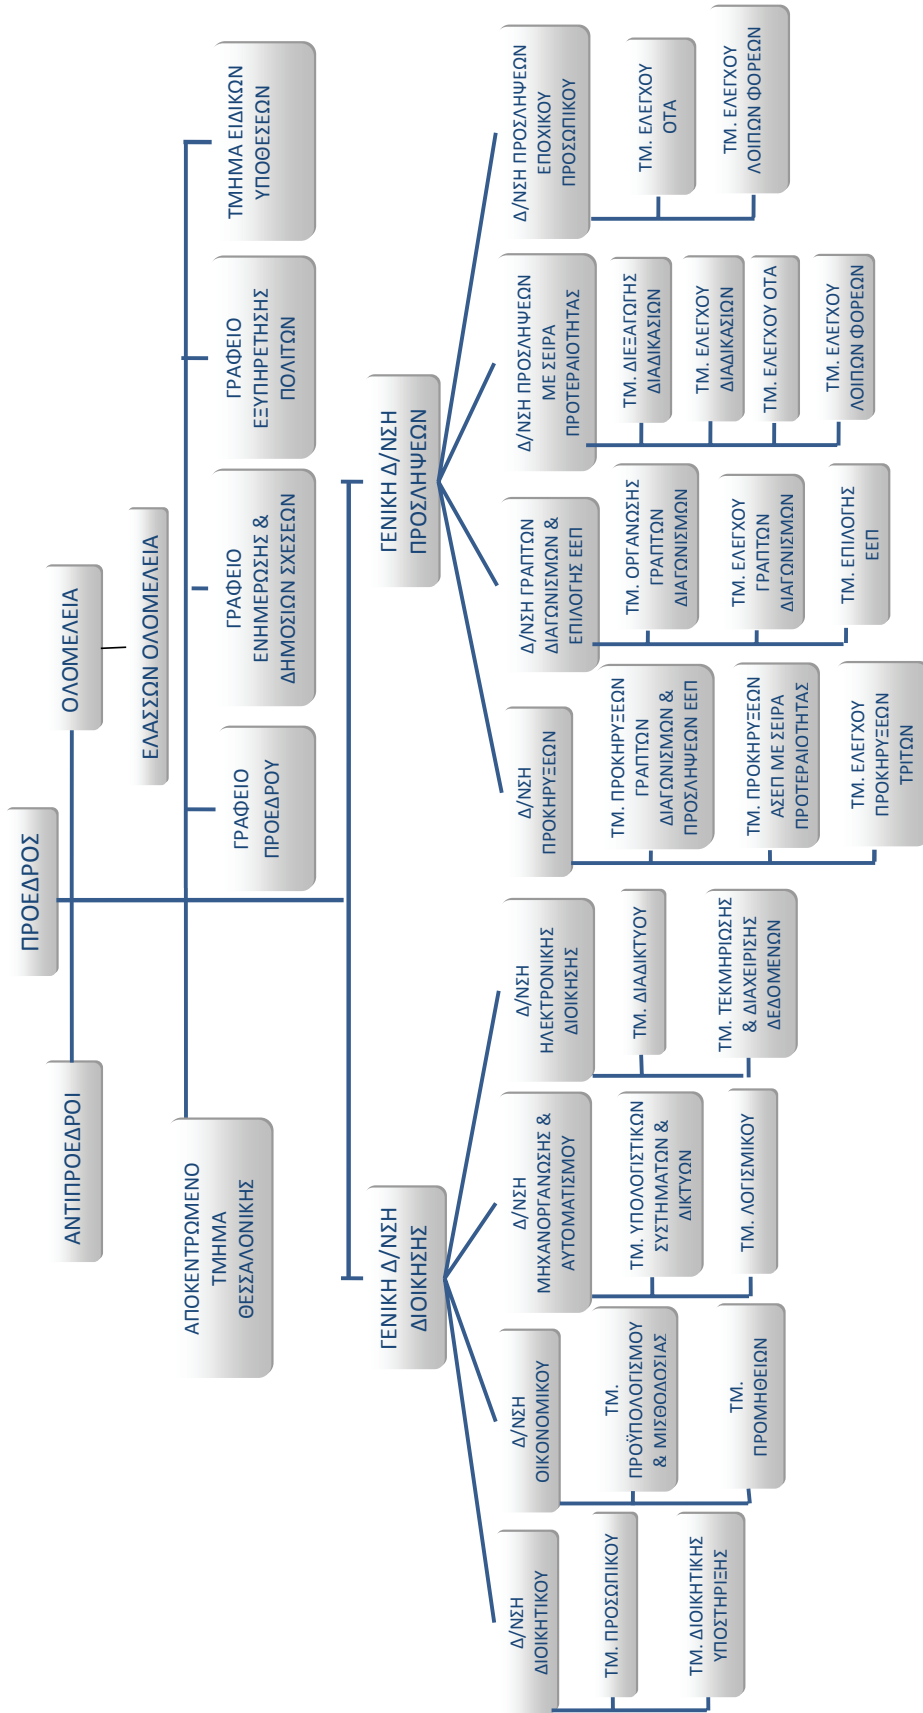 ΠΡΟΕΔΡΟΣ
ΑΝΤΙΠΡΟΕΔΡΟΙ
ΟΛΟΜΕΛΕΙΑ
ΕΛΑΣΣΩΝ ΟΛΟΜΕΛΕΙΑ
ΑΠΟΚΕΝΤΡΩΜΕΝΟ
ΤΜΗΜΑ
ΘΕΣΣΑΛΟΝΙΚΗΣ
ΓΡΑΦΕΙΟ
ΠΡΟΕΔΡΟΥ
ΓΡΑΦΕΙΟ
ΕΝΗΜΕΡΩΣΗΣ &
ΔΗΜΟΣΙΩΝ ΣΧΕΣΕΩΝ
ΓΡΑΦΕΙΟ
ΕΞΥΠΗΡΕΤΗΣΗΣ
ΠΟΛΙΤΩΝ
ΤΜΗΜΑ ΕΙΔΙΚΩΝ
ΥΠΟΘΕΣΕΩΝ
ΓΕΝΙΚΗ Δ/ΝΣΗ
ΔΙΟΙΚΗΣΗΣ
ΓΕΝΙΚΗ Δ/ΝΣΗ
ΠΡΟΣΛΗΨΕΩΝ
Δ/ΝΣΗ
ΔΙΟΙΚΗΤΙΚΟΥ
ΤΜ. ΠΡΟΣΩΠΙΚΟΥ
ΤΜ. ΔΙΟΙΚΗΤΙΚΗΣ
ΥΠΟΣΤΗΡΙΞΗΣ
Δ/ΝΣΗ
ΟΙΚΟΝΟΜΙΚΟΥ
ΤΜ.
ΠΡΟΫΠΟΛΟΓΙΣΜΟΥ
& ΜΙΣΘΟΔΟΣΙΑΣ
ΤΜ.
ΠΡΟΜΗΘΕΙΩΝ
Δ/ΝΣΗ
ΜΗΧΑΝΟΡΓΑΝΩΣΗΣ &
ΑΥΤΟΜΑΤΙΣΜΟΥ
ΤΜ. ΥΠΟΛΟΓΙΣΤΙΚΩΝ
ΣΥΣΤΗΜΑΤΩΝ &
ΔΙΚΤΥΩΝ
ΤΜ. ΛΟΓΙΣΜΙΚΟΥ
Δ/ΝΣΗ
ΗΛΕΚΤΡΟΝΙΚΗΣ
ΔΙΟΙΚΗΣΗΣ
ΤΜ. ΔΙΑΔΙΚΤΥΟΥ
ΤΜ. ΤΕΚΜΗΡΙΩΣΗΣ
& ΔΙΑΧΕΙΡΙΣΗΣ
ΔΕΔΟΜΕΝΩΝ
Δ/ΝΣΗ
ΠΡΟΚΗΡΥΞΕΩΝ
ΤΜ. ΠΡΟΚΗΡΥΞΕΩΝ
ΓΡΑΠΤΩΝ
ΔΙΑΓΩΝΙΣΜΩΝ &
ΠΡΟΣΛΗΨΕΩΝ ΕΕΠ
ΤΜ. ΠΡΟΚΗΡΥΞΕΩΝ
ΑΣΕΠ ΜΕ ΣΕΙΡΑ
ΠΡΟΤΕΡΑΙΟΤΗΤΑΣ
ΤΜ. ΕΛΕΓΧΟΥ
ΠΡΟΚΗΡΥΞΕΩΝ
ΤΡΙΤΩΝ
Δ/ΝΣΗ ΓΡΑΠΤΩΝ
ΔΙΑΓΩΝΙΣΜΩΝ &
ΕΠΙΛΟΓΗΣ ΕΕΠ
ΤΜ. ΟΡΓΑΝΩΣΗΣ
ΓΡΑΠΤΩΝ
ΔΙΑΓΩΝΙΣΜΩΝ
ΤΜ. ΕΛΕΓΧΟΥ
ΓΡΑΠΤΩΝ
ΔΙΑΓΩΝΙΣΜΩΝ
ΤΜ. ΕΠΙΛΟΓΗΣ
ΕΕΠ
Δ/ΝΣΗ ΠΡΟΣΛΗΨΕΩΝ
ΜΕ ΣΕΙΡΑ
ΠΡΟΤΕΡΑΙΟΤΗΤΑΣ
ΤΜ. ΔΙΕΞΑΓΩΓΗΣ
ΔΙΑΔΙΚΑΣΙΩΝ
ΤΜ. ΕΛΕΓΧΟΥ
ΔΙΑΔΙΚΑΣΙΩΝ
ΤΜ. ΕΛΕΓΧΟΥ ΟΤΑ
ΤΜ. ΕΛΕΓΧΟΥ
ΛΟΙΠΩΝ ΦΟΡΕΩΝ
Δ/ΝΣΗ ΠΡΟΣΛΗΨΕΩΝ
ΕΠΟΧΙΚΟΥ
ΠΡΟΣΩΠΙΚΟΥ
ΤΜ. ΕΛΕΓΧΟΥ
ΟΤΑ
ΤΜ. ΕΛΕΓΧΟΥ
ΛΟΙΠΩΝ ΦΟΡΕΩΝ